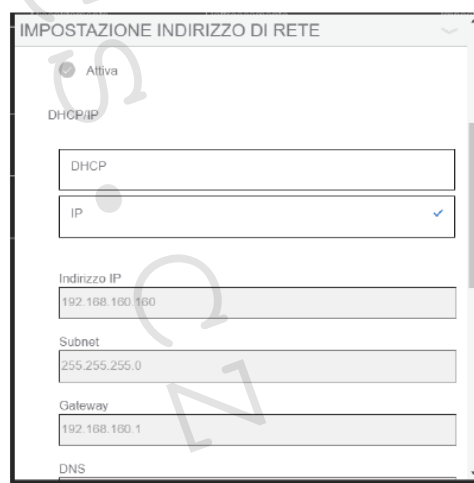 IMPOSTAZIONE INDIRIZZO DI RETE
Attiva
DHCP/IP
DHCP
IP
Indirizzo IP
192.168.160.160
Subnet
255.255.255.0
Gateway
192.168.160.1
DNS